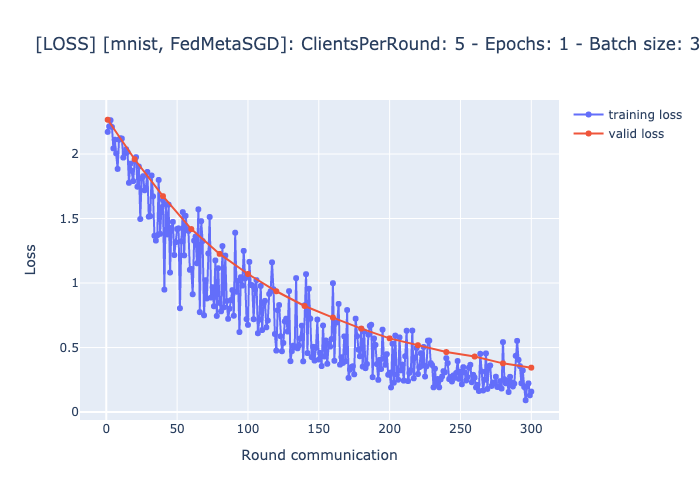 [LOSS] [mnist, FedMetaSGD]: ClientsPerRound: 5 - Epochs: 1 - Batch size: 3
training loss
valid loss
2
1.5
1
0.5
0
Loss
0 50 100 150 200 250 300
Round communication